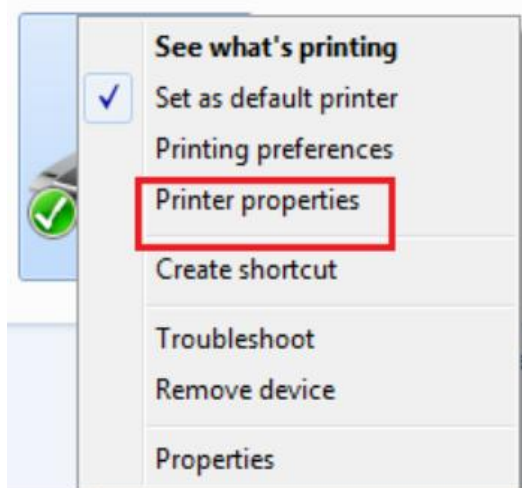 See what's printing
Set as default printer
Printing preferences
Printer properties
Create shortcut
Troubleshoot
Remove device
Properties